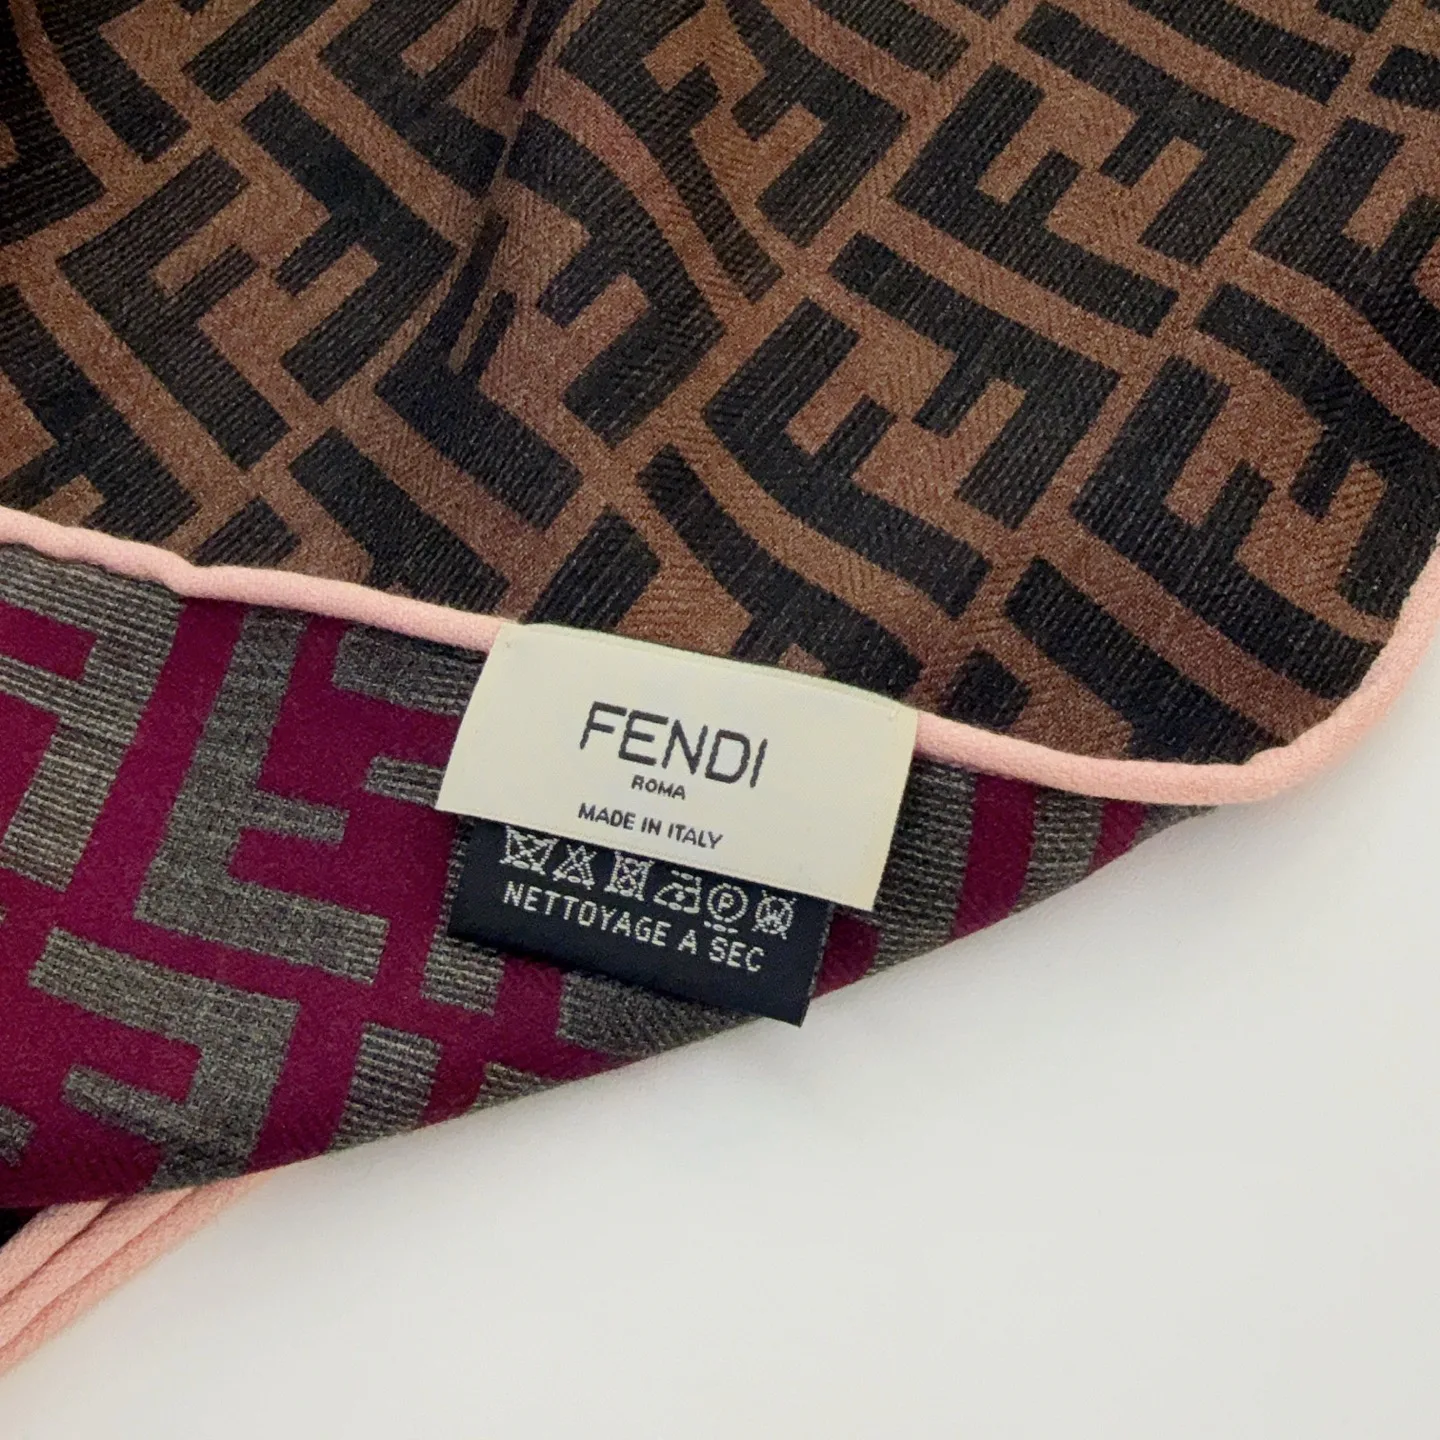 FENDI
ROMA
MADE IN ITALY
P W
NETTOYAGE A SEC